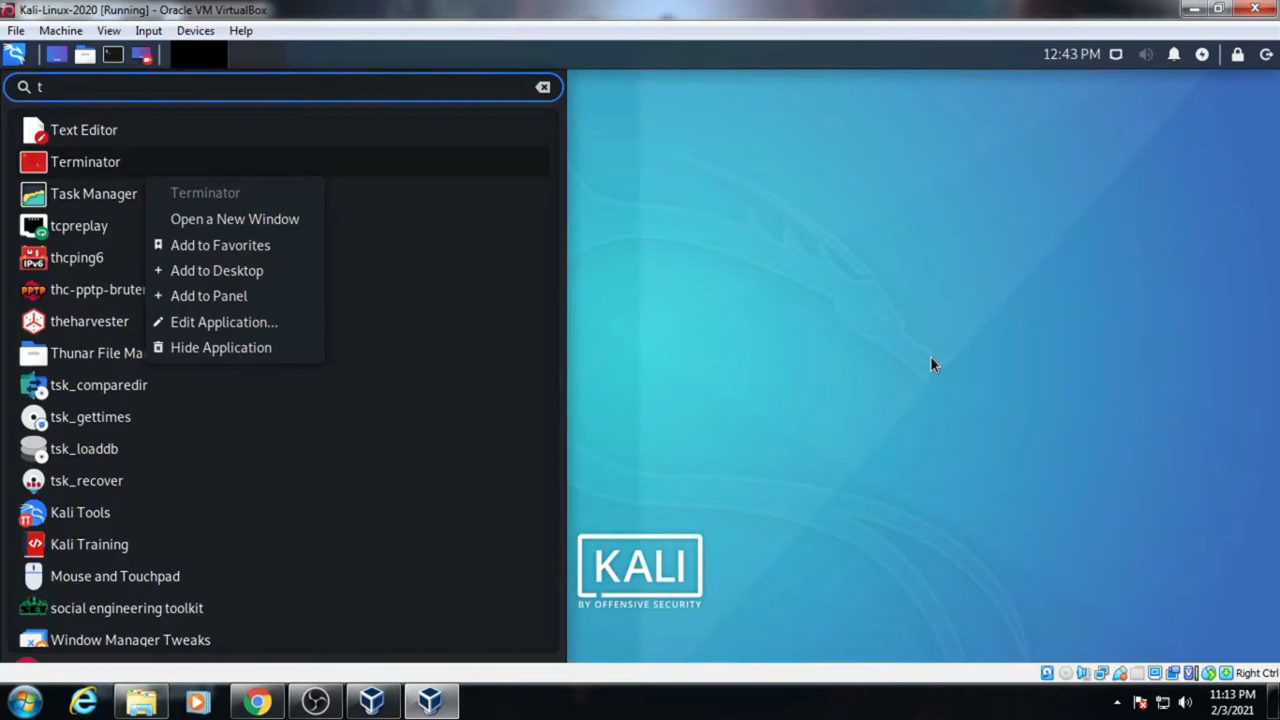 Kali-Linux-2020 [Running] - Oracle VM VirtualBox
File Machine View Input Devices Help
12:43 PM
t
Text Editor
Terminator
Task Manager
tcpreplay
thcping6
thc-pptp-bruter
theharvester
Thunar File Ma
tsk_comparedir
tsk_gettimes
tsk_loaddb
tsk_recover
Kali Tools
Kali Training
Mouse and Touchpad
social engineering toolkit
Window Manager Tweaks
Terminator
Open a New Window
Add to Favorites
Add to Desktop
Add to Panel
Edit Application...
Hide Application
KALI
BY OFFENSIVE SECURITY
Right Ctrl
11:13 PM
2/3/2021